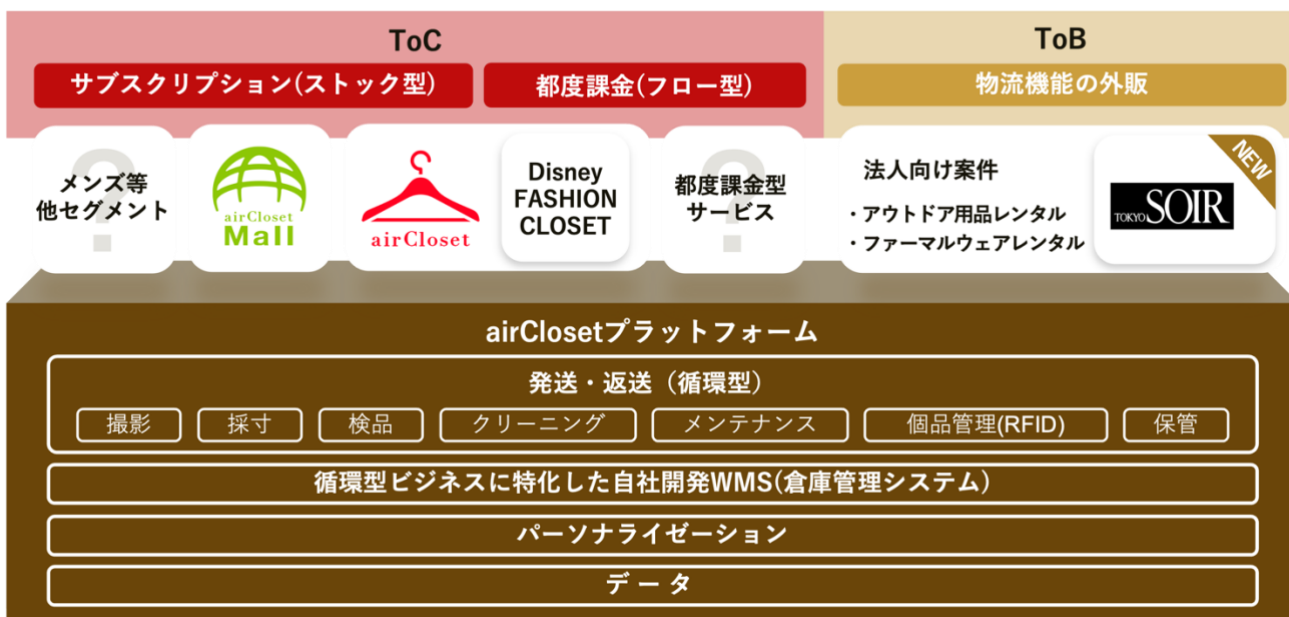 ToC
ToB
サブスクリプション(ストック型)
都度課金(フロー型)
物流機能の外販
?
メンズ等
他セグメント
airCloset
Mall
airCloset
Disney
FASHION
CLOSET
?
都度課金型
サービス
法人向け案件
・アウトドア用品レンタル
・ファーマルウェアレンタル
NEW
TOKYO SOIR
airClosetプラットフォーム
発送・返送（循環型）
撮影
採寸
検品
クリーニング
メンテナンス
個品管理(RFID)
保管
循環型ビジネスに特化した自社開発WMS(倉庫管理システム)
パーソナライゼーション
データ